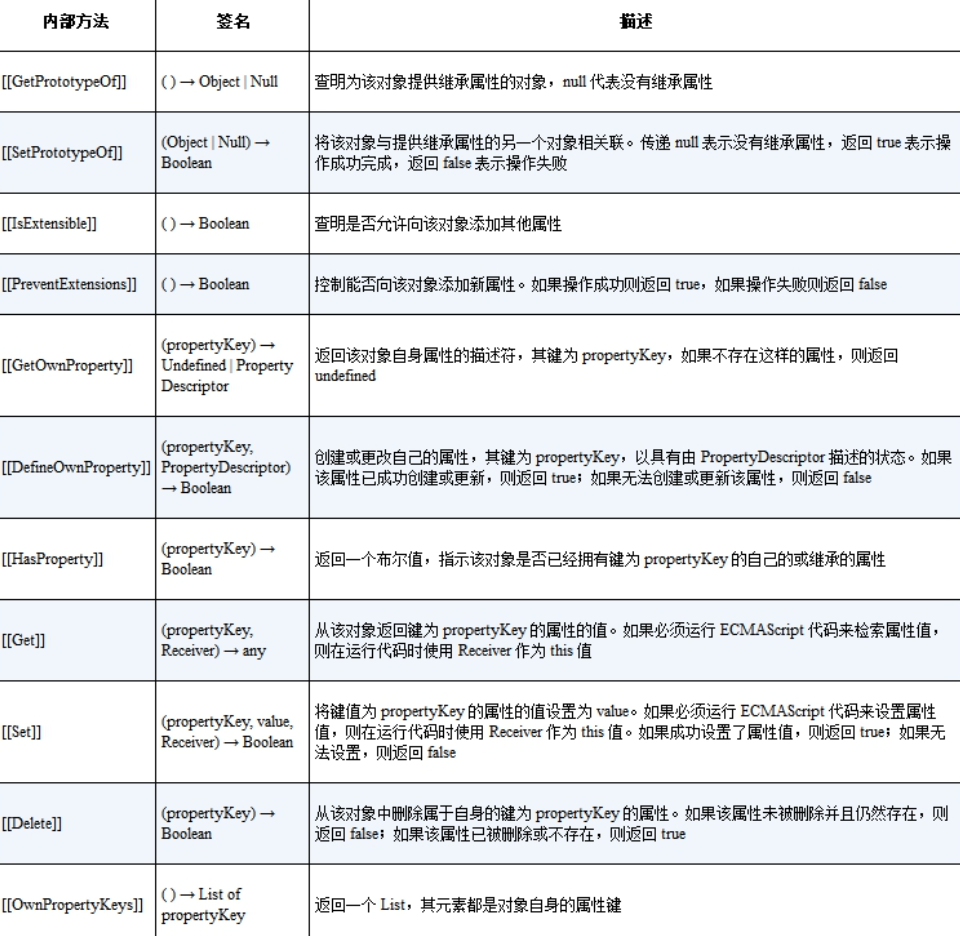 内部方法 签名 描述
[[GetPrototypeOf]] ( ) → Object | Null 查明为该对象提供继承属性的对象，null 代表没有继承属性
[[SetPrototypeOf]] (Object | Null) →
Boolean
将该对象与提供继承属性的另一个对象相关联。传递 null 表示没有继承属性，返回 true 表示操
作成功完成，返回 false 表示操作失败
[[IsExtensible]] ( ) → Boolean 查明是否允许向该对象添加其他属性
[[PreventExtensions]] ( ) → Boolean 控制能否向该对象添加新属性。如果操作成功则返回 true，如果操作失败则返回 false
[[GetOwnProperty]] (propertyKey) →
Undefined | Property
Descriptor
返回该对象自身属性的描述符，其键为 propertyKey，如果不存在这样的属性，则返回
undefined
[[DefineOwnProperty]] (propertyKey,
PropertyDescriptor)
→ Boolean
创建或更改自己的属性，其键为 propertyKey，以具有由 PropertyDescriptor 描述的状态。如果
该属性已成功创建或更新，则返回 true；如果无法创建或更新该属性，则返回 false
[[HasProperty]] (propertyKey) →
Boolean
返回一个布尔值，指示该对象是否已经拥有键为 propertyKey 的自己的或继承的属性
[[Get]] (propertyKey,
Receiver) → any
从该对象返回键为 propertyKey 的属性的值。如果必须运行 ECMAScript 代码来检索属性值，
则在运行代码时使用 Receiver 作为 this 值
[[Set]] (propertyKey, value,
Receiver) → Boolean
将键值为 propertyKey 的属性的值设置为 value。如果必须运行 ECMAScript 代码来设置属性
值，则在运行代码时使用 Receiver 作为 this 值。如果成功设置了属性值，则返回 true；如果无
法设置，则返回 false
[[Delete]] (propertyKey) →
Boolean
从该对象中删除属于自身的键为 propertyKey 的属性。如果该属性未被删除并且仍然存在，则
返回 false；如果该属性已被删除或不存在，则返回 true
[[OwnPropertyKeys]] ( ) → List of
propertyKey
返回一个 List，其元素都是对象自身的属性键